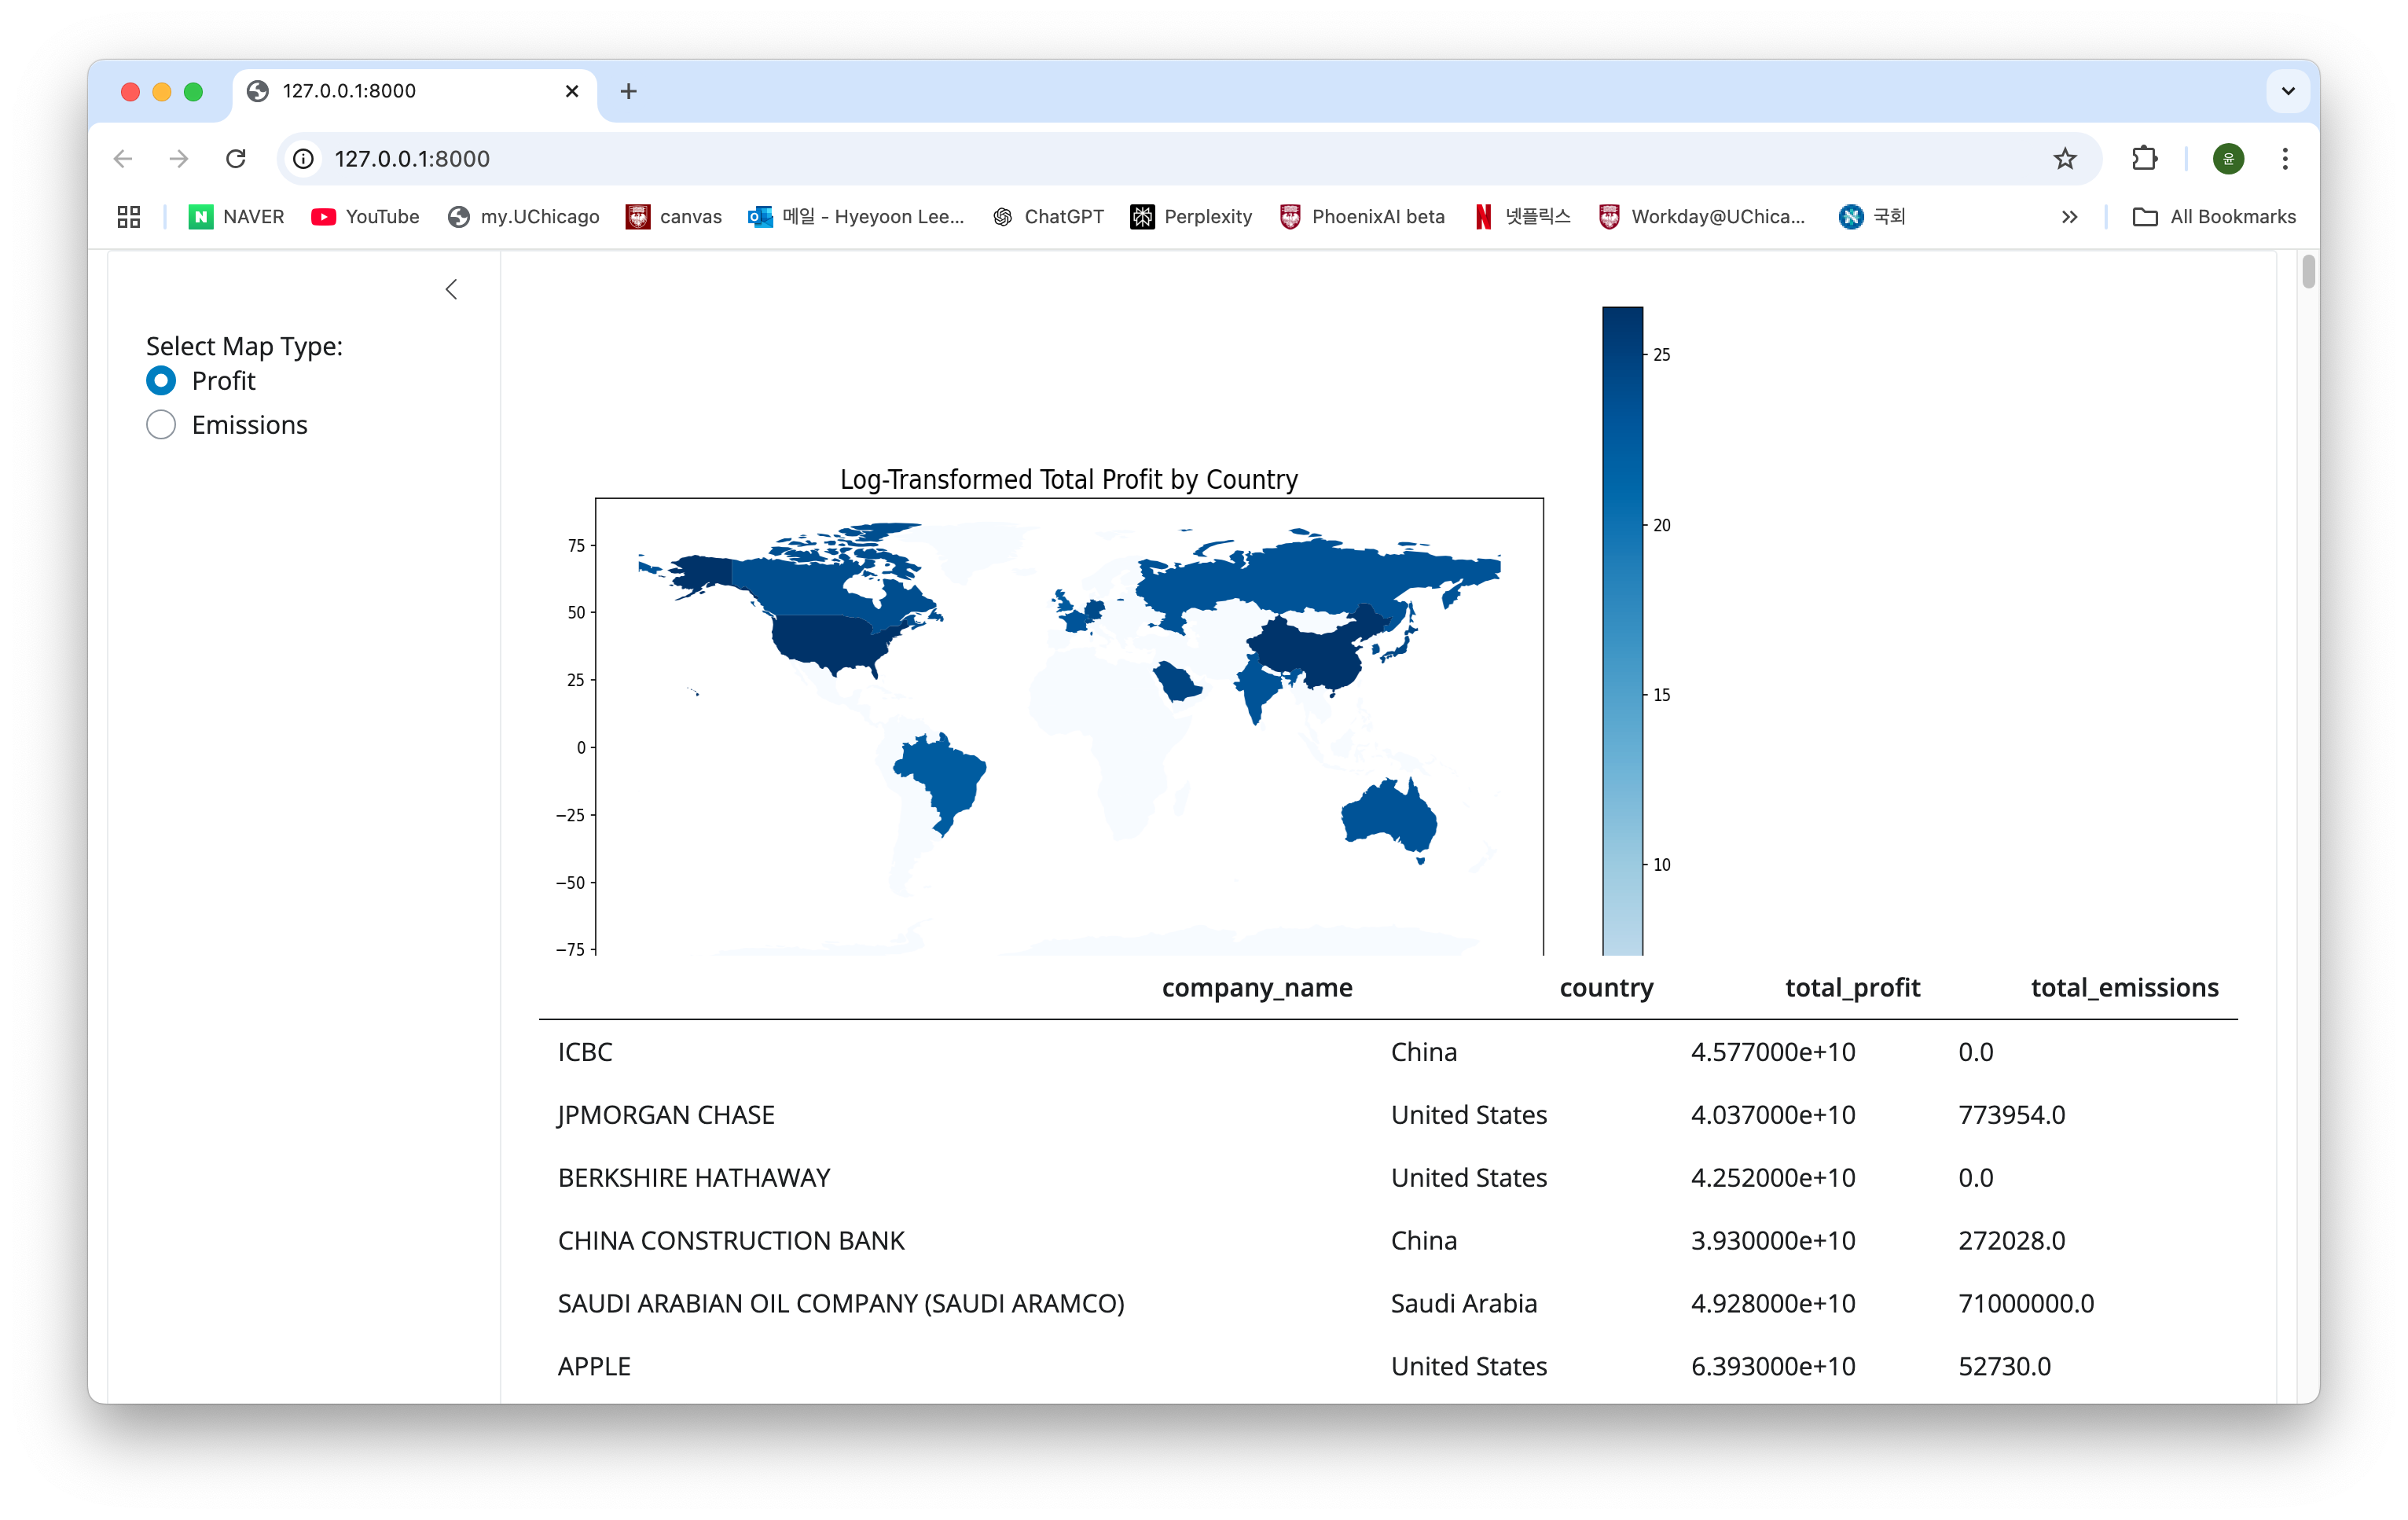 127.0.0.1:8000
127.0.0.1:8000
윤
NAVER YouTube my.UChicago canvas 메일 - Hyeyoon Lee... ChatGPT Perplexity PhoenixAI beta 넷플릭스 Workday@UChica... 국회 All Bookmarks
Select Map Type:
Profit
Emissions
Log-Transformed Total Profit by Country
75
50
25
0
−25
−50
−75
25
20
15
10
company_name country total_profit total_emissions
ICBC China 4.577000e+10 0.0
JPMORGAN CHASE United States 4.037000e+10 773954.0
BERKSHIRE HATHAWAY United States 4.252000e+10 0.0
CHINA CONSTRUCTION BANK China 3.930000e+10 272028.0
SAUDI ARABIAN OIL COMPANY (SAUDI ARAMCO) Saudi Arabia 4.928000e+10 71000000.0
APPLE United States 6.393000e+10 52730.0